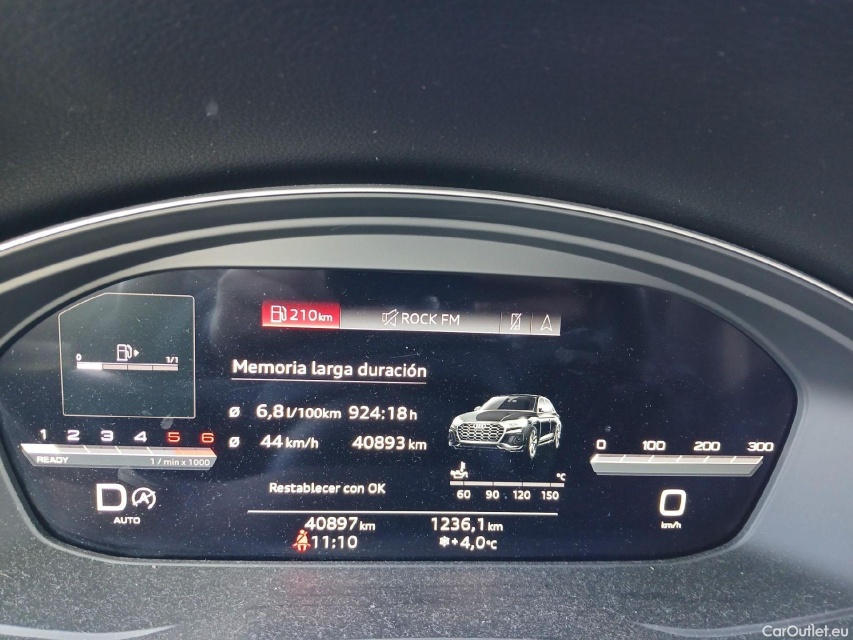 210km
ROCK FM
0 1/1
Memoria larga duración
ø 6,8 l/100km 924:18 h
ø 44 km/h 40893 km
1 2 3 4 5 6
READY 1 / min x 1000
0 100 200 300
Restablecer con OK
°C
60 90 120 150
D A
AUTO
0
km/h
40897 km 1236,1 km
11:10 +4,0°C
CarOutlet.eu